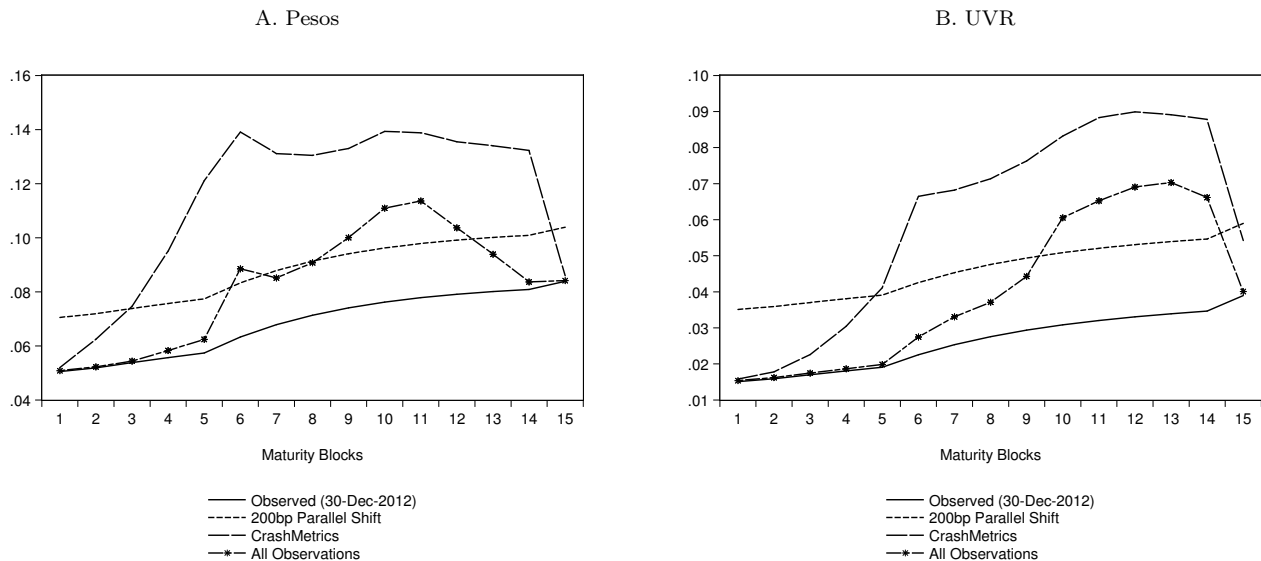 A. Pesos
.16
.14
.12
.10
.08
.06
.04
1 2 3 4 5 6 7 8 9 10 11 12 13 14 15
Maturity Blocks
Observed (30-Dec-2012)
200bp Parallel Shift
CrashMetrics
All Observations
B. UVR
.10
.09
.08
.07
.06
.05
.04
.03
.02
.01
1 2 3 4 5 6 7 8 9 10 11 12 13 14 15
Maturity Blocks
Observed (30-Dec-2012)
200bp Parallel Shift
CrashMetrics
All Observations